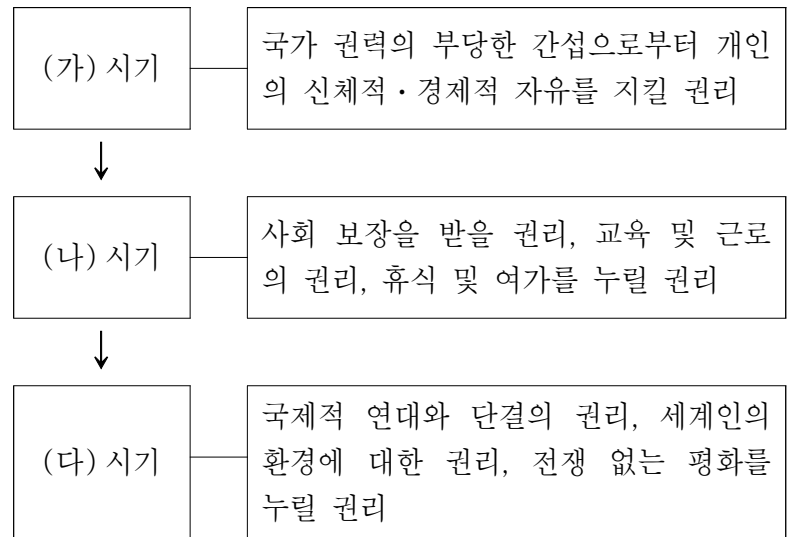 (가) 시기
국가 권력의 부당한 간섭으로부터 개인
의 신체적·경제적 자유를 지킬 권리
(나) 시기
사회 보장을 받을 권리, 교육 및 근로
의 권리, 휴식 및 여가를 누릴 권리
(다) 시기
국제적 연대와 단결의 권리, 세계인의
환경에 대한 권리, 전쟁 없는 평화를
누릴 권리